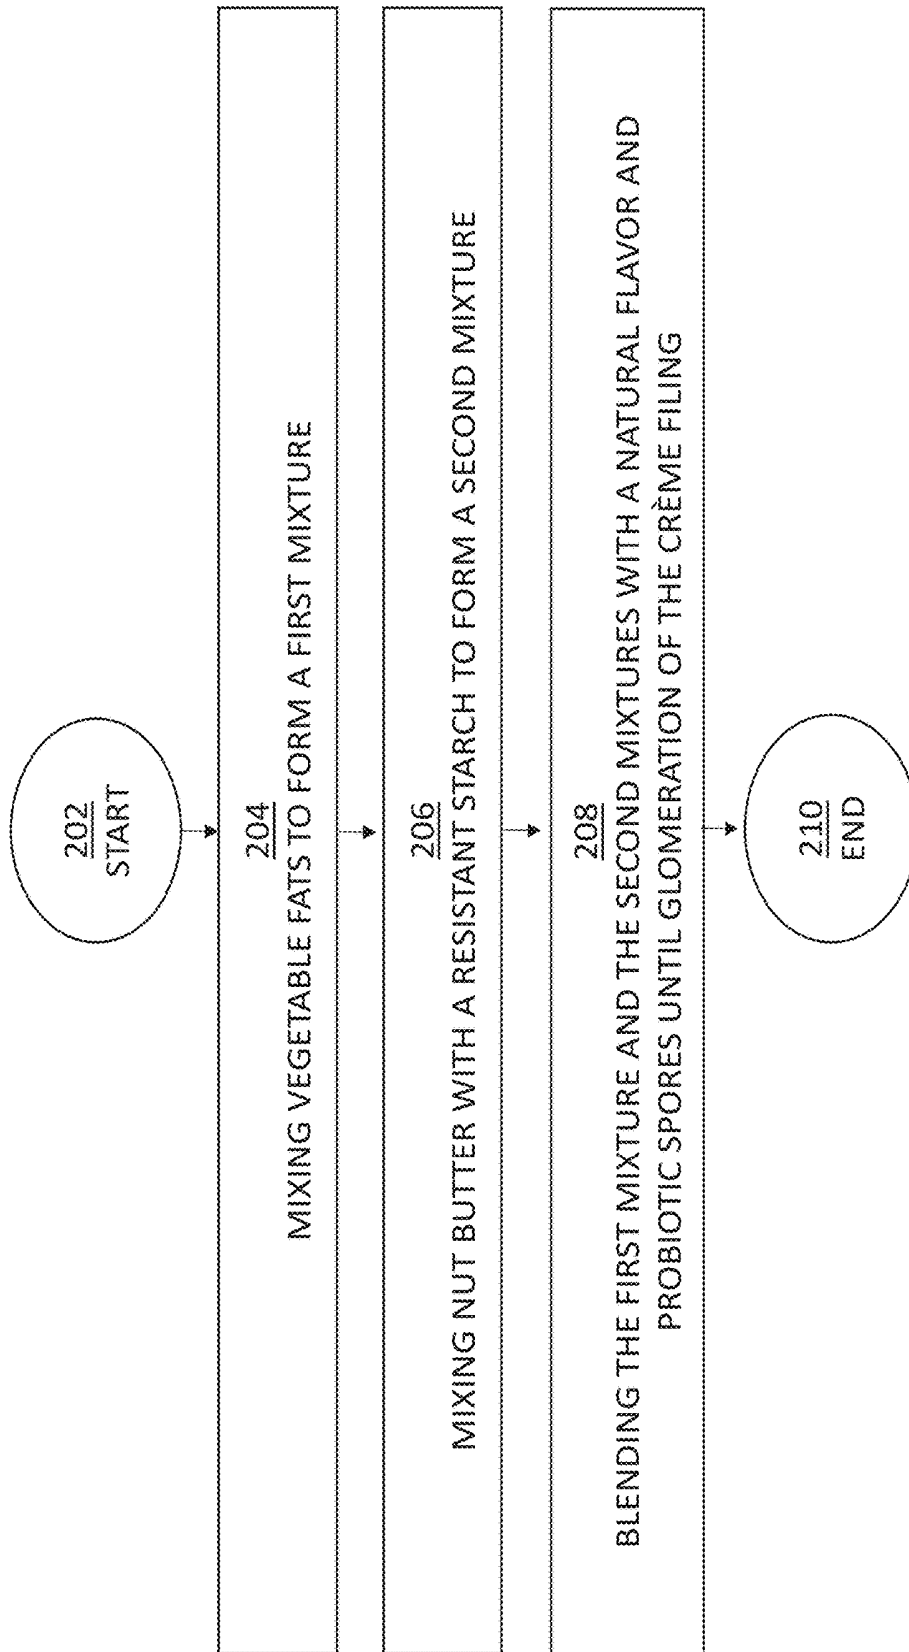 202
START
204
MIXING VEGETABLE FATS TO FORM A FIRST MIXTURE
206
MIXING NUT BUTTER WITH A RESISTANT STARCH TO FORM A SECOND MIXTURE
208
BLENDING THE FIRST MIXTURE AND THE SECOND MIXTURES WITH A NATURAL FLAVOR AND
PROBIOTIC SPORES UNTIL GLOMERATION OF THE CRÈME FILING
210
END